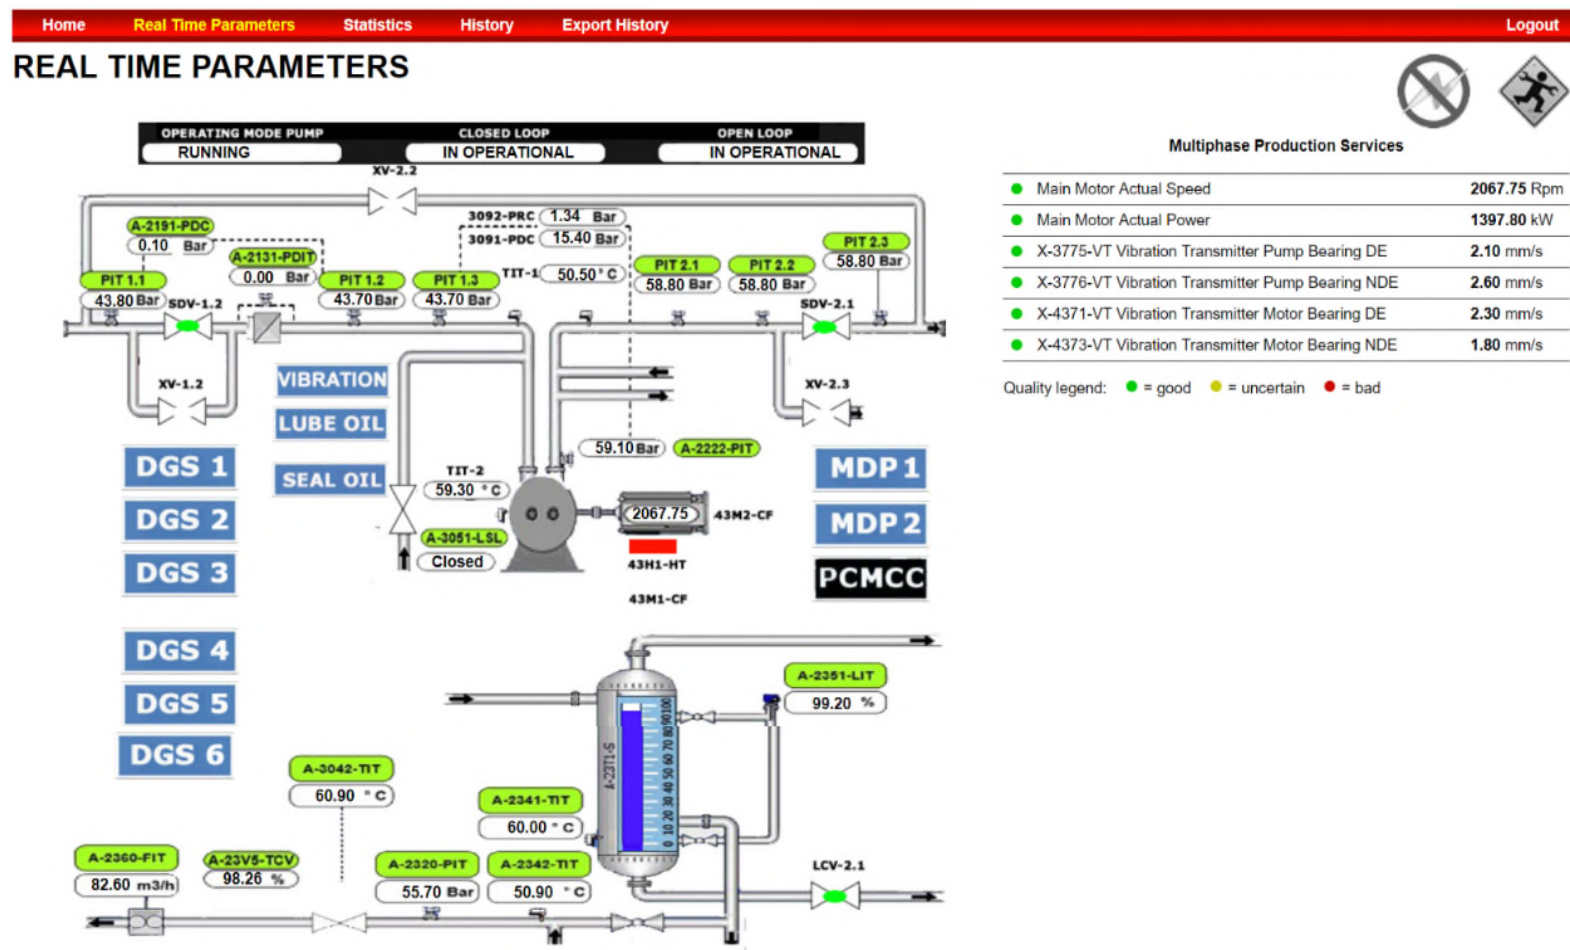 Home Real Time Parameters Statistics History Export History Logout
REAL TIME PARAMETERS
OPERATING MODE PUMP CLOSED LOOP OPEN LOOP
RUNNING IN OPERATIONAL IN OPERATIONAL
XV-2.2
A-2191-PDC
0.10 Bar
A-2131-PDIT
0.00 Bar
3092-PRC 1.34 Bar
3091-PDC 15.40 Bar
TIT-1 50.50 °C
PIT 1.1
43.80 Bar
SDV-1.2
PIT 1.2
43.70 Bar
PIT 1.3
43.70 Bar
PIT 2.1
58.80 Bar
PIT 2.2
58.80 Bar
PIT 2.3
58.80 Bar
SDV-2.1
XV-1.2
XV-2.3
VIBRATION
LUBE OIL
SEAL OIL
59.10 Bar A-2222-PIT
TIT-2
59.30 °C
A-3051-LSL
Closed
2067.75 43M2-CF
43H1-HT
43M1-CF
DGS 1
DGS 2
DGS 3
DGS 4
DGS 5
DGS 6
MDP 1
MDP 2
PCMCC
A-2351-LIT
99.20 %
A-23T1-S
0 10 20 30 40 50 60 70 80 90 100
A-3042-TIT
60.90 °C
A-2341-TIT
60.00 °C
A-2360-FIT
82.60 m3/h
A-23V5-TCV
98.26 %
A-2320-PIT
55.70 Bar
A-2342-TIT
50.90 °C
LCV-2.1
Multiphase Production Services
Main Motor Actual Speed 2067.75 Rpm
Main Motor Actual Power 1397.80 kW
X-3775-VT Vibration Transmitter Pump Bearing DE 2.10 mm/s
X-3776-VT Vibration Transmitter Pump Bearing NDE 2.60 mm/s
X-4371-VT Vibration Transmitter Motor Bearing DE 2.30 mm/s
X-4373-VT Vibration Transmitter Motor Bearing NDE 1.80 mm/s
Quality legend: = good = uncertain = bad